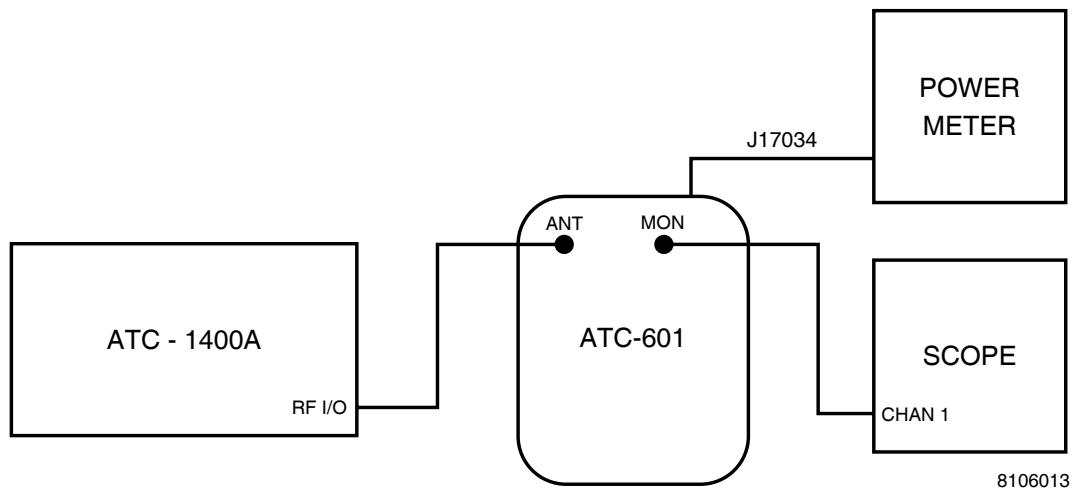 POWER
METER
J17034
ANT
MON
ATC - 1400A
ATC-601
SCOPE
RF I/O
CHAN 1
8106013